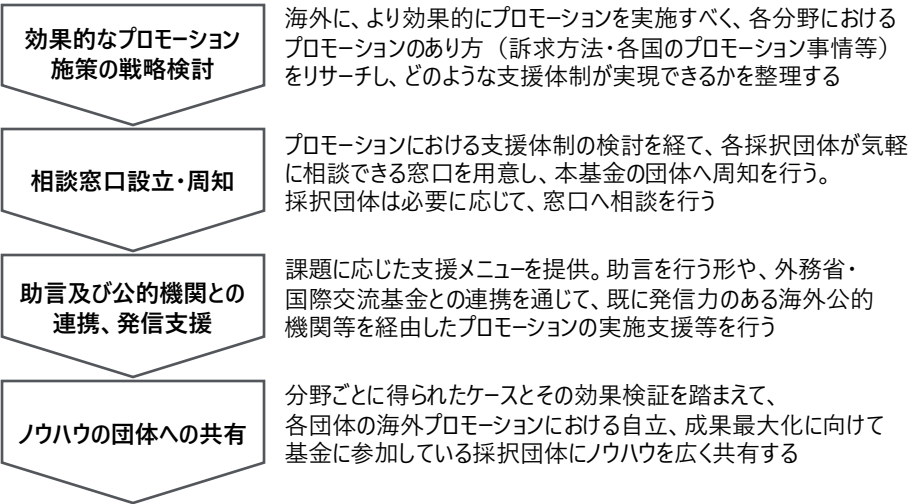 効果的なプロモーション
施策の戦略検討
海外に、より効果的にプロモーションを実施すべく、各分野における
プロモーションのあり方（訴求方法・各国のプロモーション事情等）
をリサーチし、どのような支援体制が実現できるかを整理する
相談窓口設立・周知
プロモーションにおける支援体制の検討を経て、各採択団体が気軽
に相談できる窓口を用意し、本基金の団体へ周知を行う。
採択団体は必要に応じて、窓口へ相談を行う
助言及び公的機関との
連携、発信支援
課題に応じた支援メニューを提供。助言を行う形や、外務省・
国際交流基金との連携を通じて、既に発信力のある海外公的
機関等を経由したプロモーションの実施支援等を行う
ノウハウの団体への共有
分野ごとに得られたケースとその効果検証を踏まえて、
各団体の海外プロモーションにおける自立、成果最大化に向けて
基金に参加している採択団体にノウハウを広く共有する